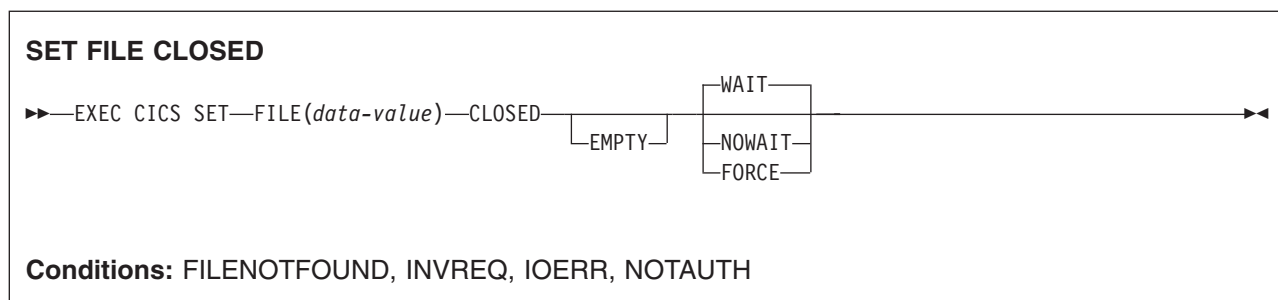 SET FILE CLOSED
WAIT
EXEC CICS SET FILE(data-value) CLOSED
EMPTY NOWAIT
FORCE
Conditions: FILENOTFOUND, INVREQ, IOERR, NOTAUTH